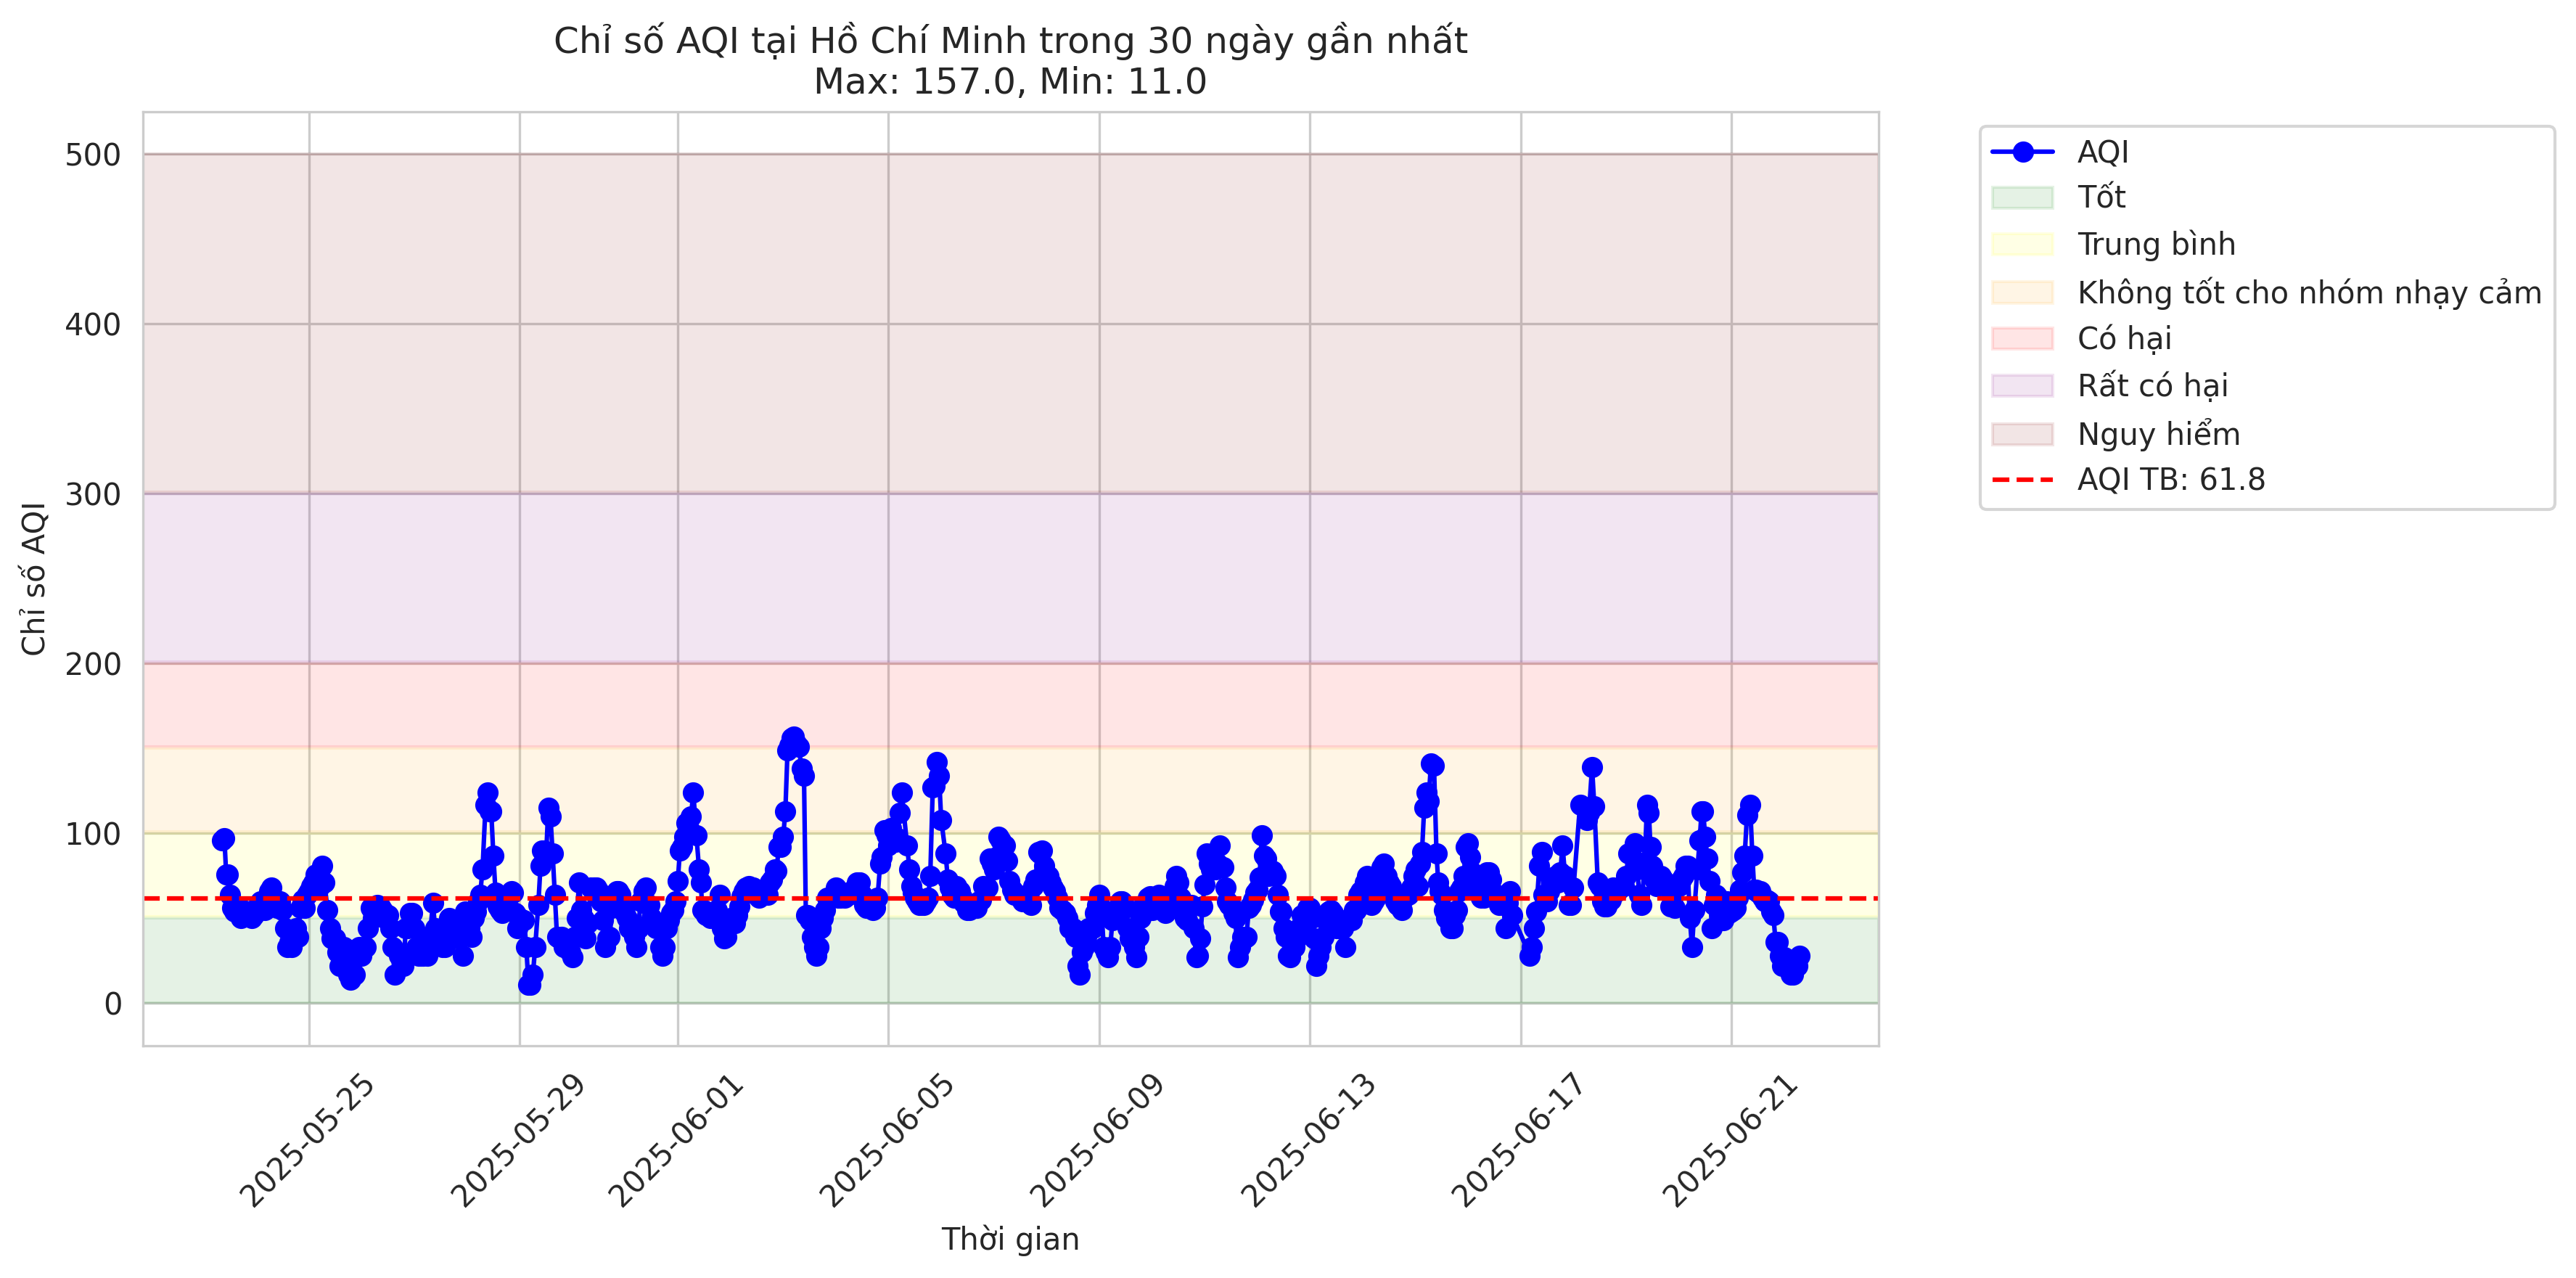 Chỉ số AQI tại Hồ Chí Minh trong 30 ngày gần nhất
Max: 157.0, Min: 11.0
Chỉ số AQI
500
400
300
200
100
0
2025-05-25
2025-05-29
2025-06-01
2025-06-05
2025-06-09
2025-06-13
2025-06-17
2025-06-21
Thời gian
AQI
Tốt
Trung bình
Không tốt cho nhóm nhạy cảm
Có hại
Rất có hại
Nguy hiểm
AQI TB: 61.8